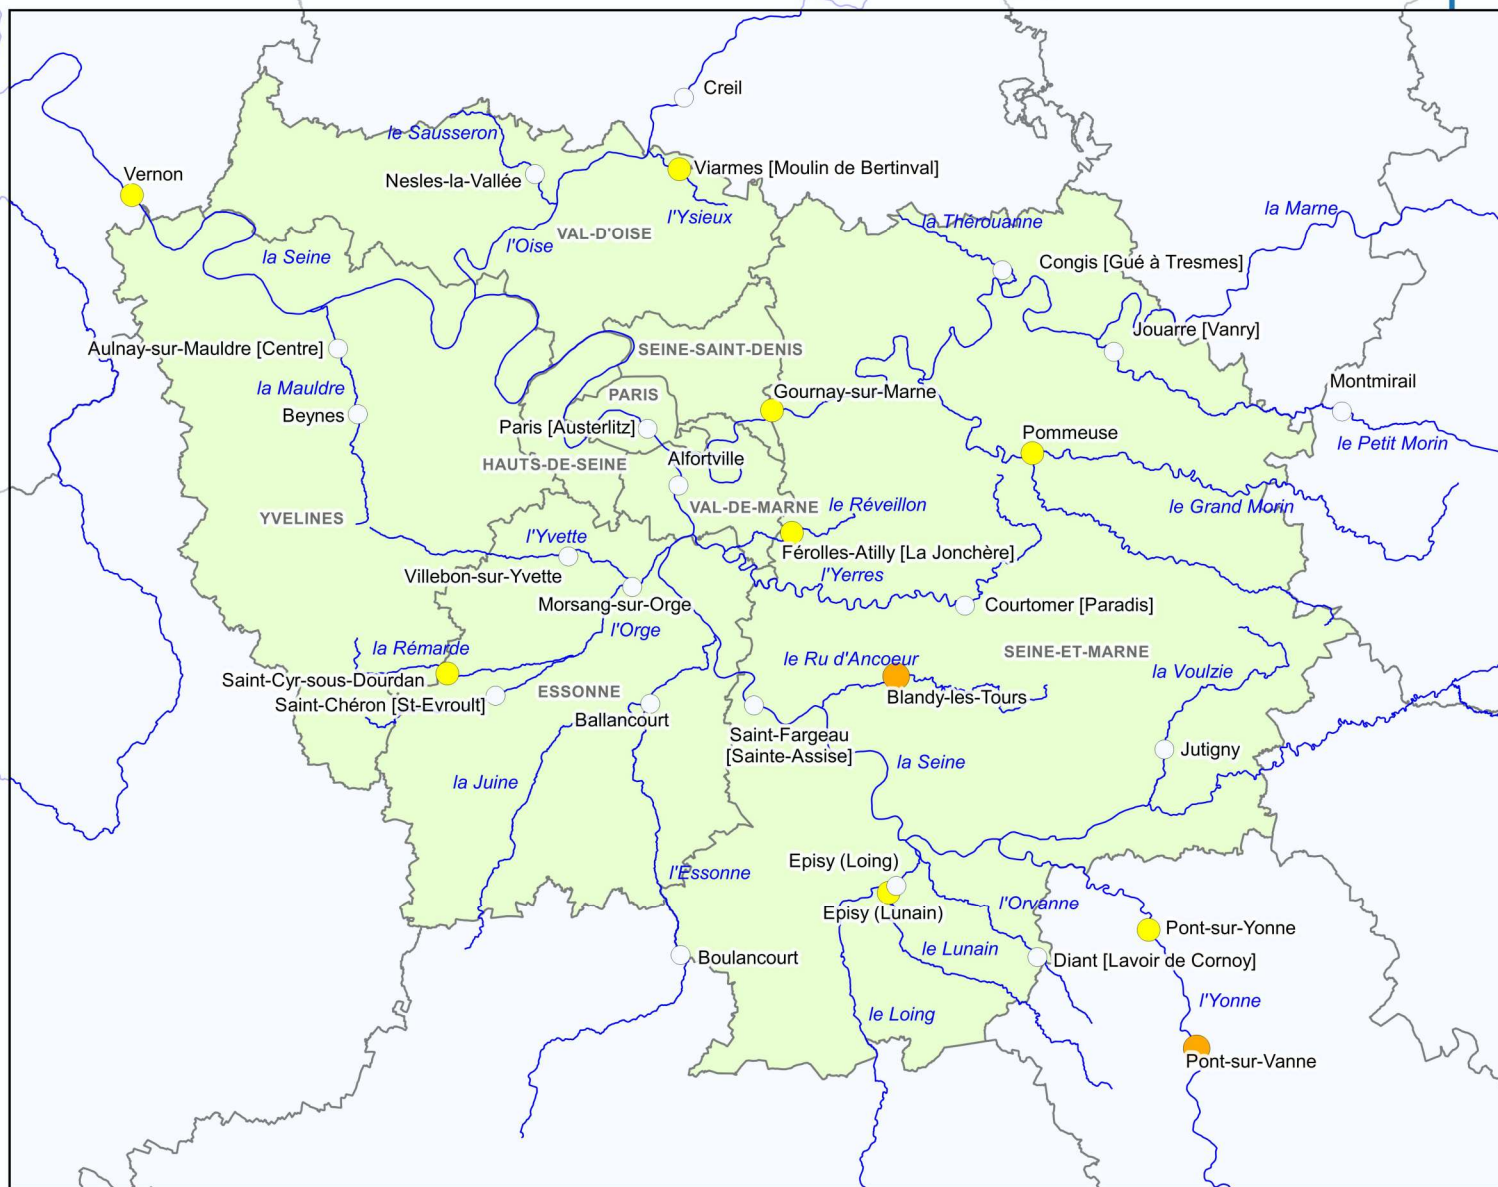 Creil
le Sausseron
Vernon
Nesles-la-Vallée
Viarmes [Moulin de Bertinval]
l'Ysieux
la Marne
VAL-D'OISE
la Thérouanne
l'Oise
la Seine
Congis [Gué à Tresmes]
Jouarre [Vanry]
Aulnay-sur-Mauldre [Centre]
SEINE-SAINT-DENIS
la Mauldre
PARIS
Gournay-sur-Marne
Montmirail
Beynes
Paris [Austerlitz]
Pommeuse
le Petit Morin
HAUTS-DE-SEINE
Alfortville
YVELINES
VAL-DE-MARNE
le Réveillon
le Grand Morin
l'Yvette
Férolles-Atilly [La Jonchère]
Villebon-sur-Yvette
l'Yerres
Morsang-sur-Orge
Courtomer [Paradis]
l'Orge
la Rémarde
le Ru d'Ancoeur
SEINE-ET-MARNE
Saint-Cyr-sous-Dourdan
la Voulzie
Saint-Chéron [St-Evroult]
ESSONNE
Blandy-les-Tours
Ballancourt
Saint-Fargeau
[Sainte-Assise]
Jutigny
la Juine
la Seine
Episy (Loing)
l'Essonne
Episy (Lunain)
l'Orvanne
Pont-sur-Yonne
le Lunain
Boulancourt
Diant [Lavoir de Cornoy]
l'Yonne
le Loing
Pont-sur-Vanne